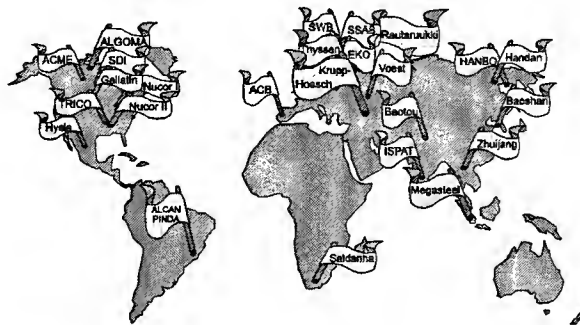 ALGOMA
ACME
SDI
Gallatin
Nucor
TRICO
Nucor II
Hylsa
ALCAN
PINDA
SWB
SSAB
Rautaruukki
Thyssen
EKO
Krupp-
Hoesch
Voest
ACB
HANBO
Handan
Baotou
Baoshan
ISPAT
Zhuijang
Megasteel
Saldanha